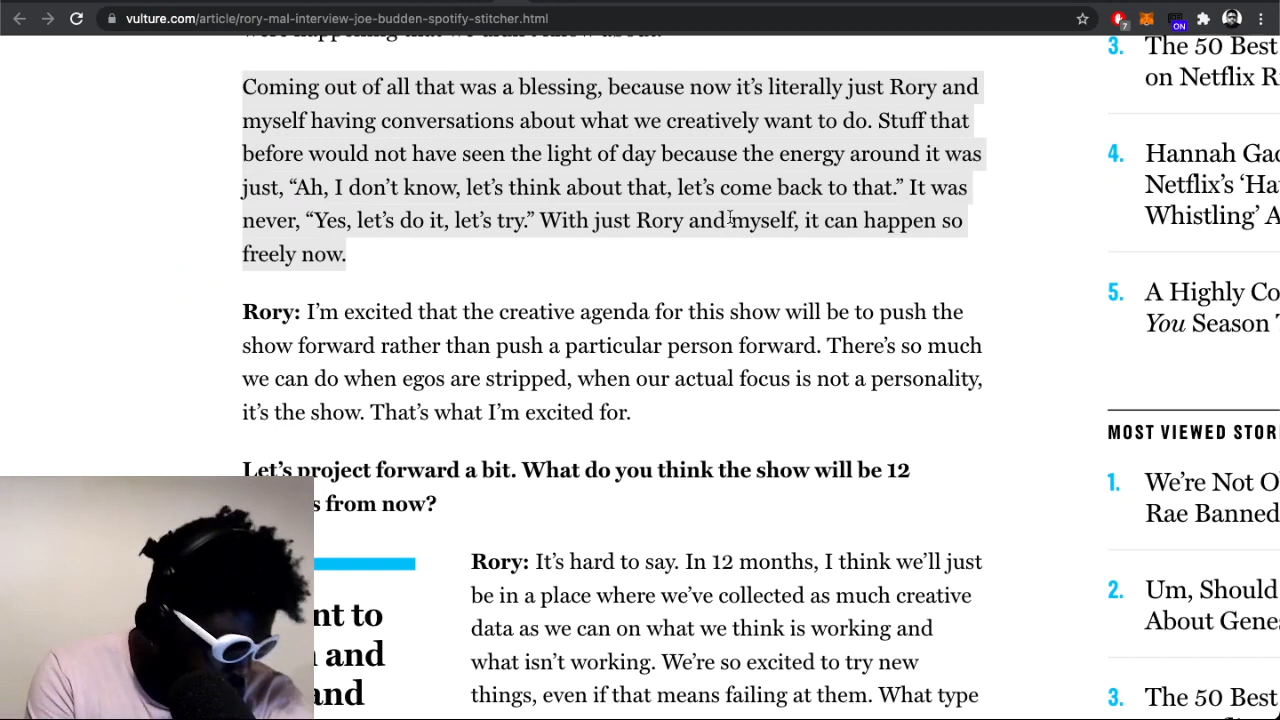 vulture.com/article/rory-mal-interview-joe-budden-spotify-stitcher.html
7
ON
were happening that we didn't know about.
Coming out of all that was a blessing, because now it's literally just Rory and
myself having conversations about what we creatively want to do. Stuff that
before would not have seen the light of day because the energy around it was
just, “Ah, I don't know, let's think about that, let's come back to that.” It was
never, “Yes, let's do it, let's try.” With just Rory and myself, it can happen so
freely now.
Rory: I'm excited that the creative agenda for this show will be to push the
show forward rather than push a particular person forward. There's so much
we can do when egos are stripped, when our actual focus is not a personality,
it's the show. That's what I'm excited for.
Let's project forward a bit. What do you think the show will be 12
s from now?
nt to
and
and
Rory: It's hard to say. In 12 months, I think we'll just
be in a place where we've collected as much creative
data as we can on what we think is working and
what isn't working. We're so excited to try new
things, even if that means failing at them. What type
3. The 50 Best
on Netflix R
4. Hannah Gad
Netflix's ‘Ha
Whistling’ A
5. A Highly Co
You Season
MOST VIEWED STOR
1. We're Not O
Rae Banned
2. Um, Should
About Gene
3. The 50 Best